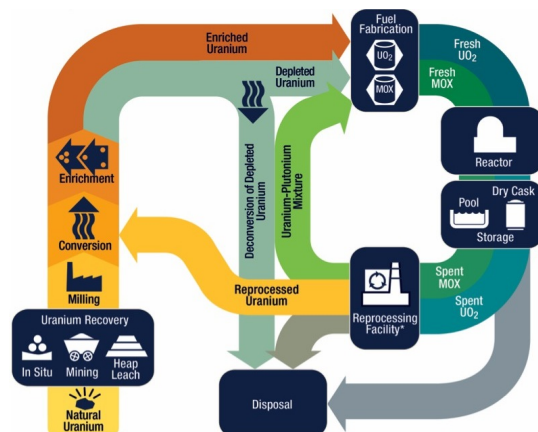 Enriched
Uranium
Depleted
Uranium
Fuel
Fabrication
UO₂
MOX
Fresh
UO₂
Fresh
MOX
Reactor
Dry Cask
Pool
Storage
Enrichment
Deconversion of Depleted
Uranium
Uranium-Plutonium
Mixture
Conversion
Milling
Reprocessed
Uranium
Reprocessing
Facility*
Spent
MOX
Spent
UO₂
Uranium Recovery
In Situ
Mining
Heap
Leach
Natural
Uranium
Disposal